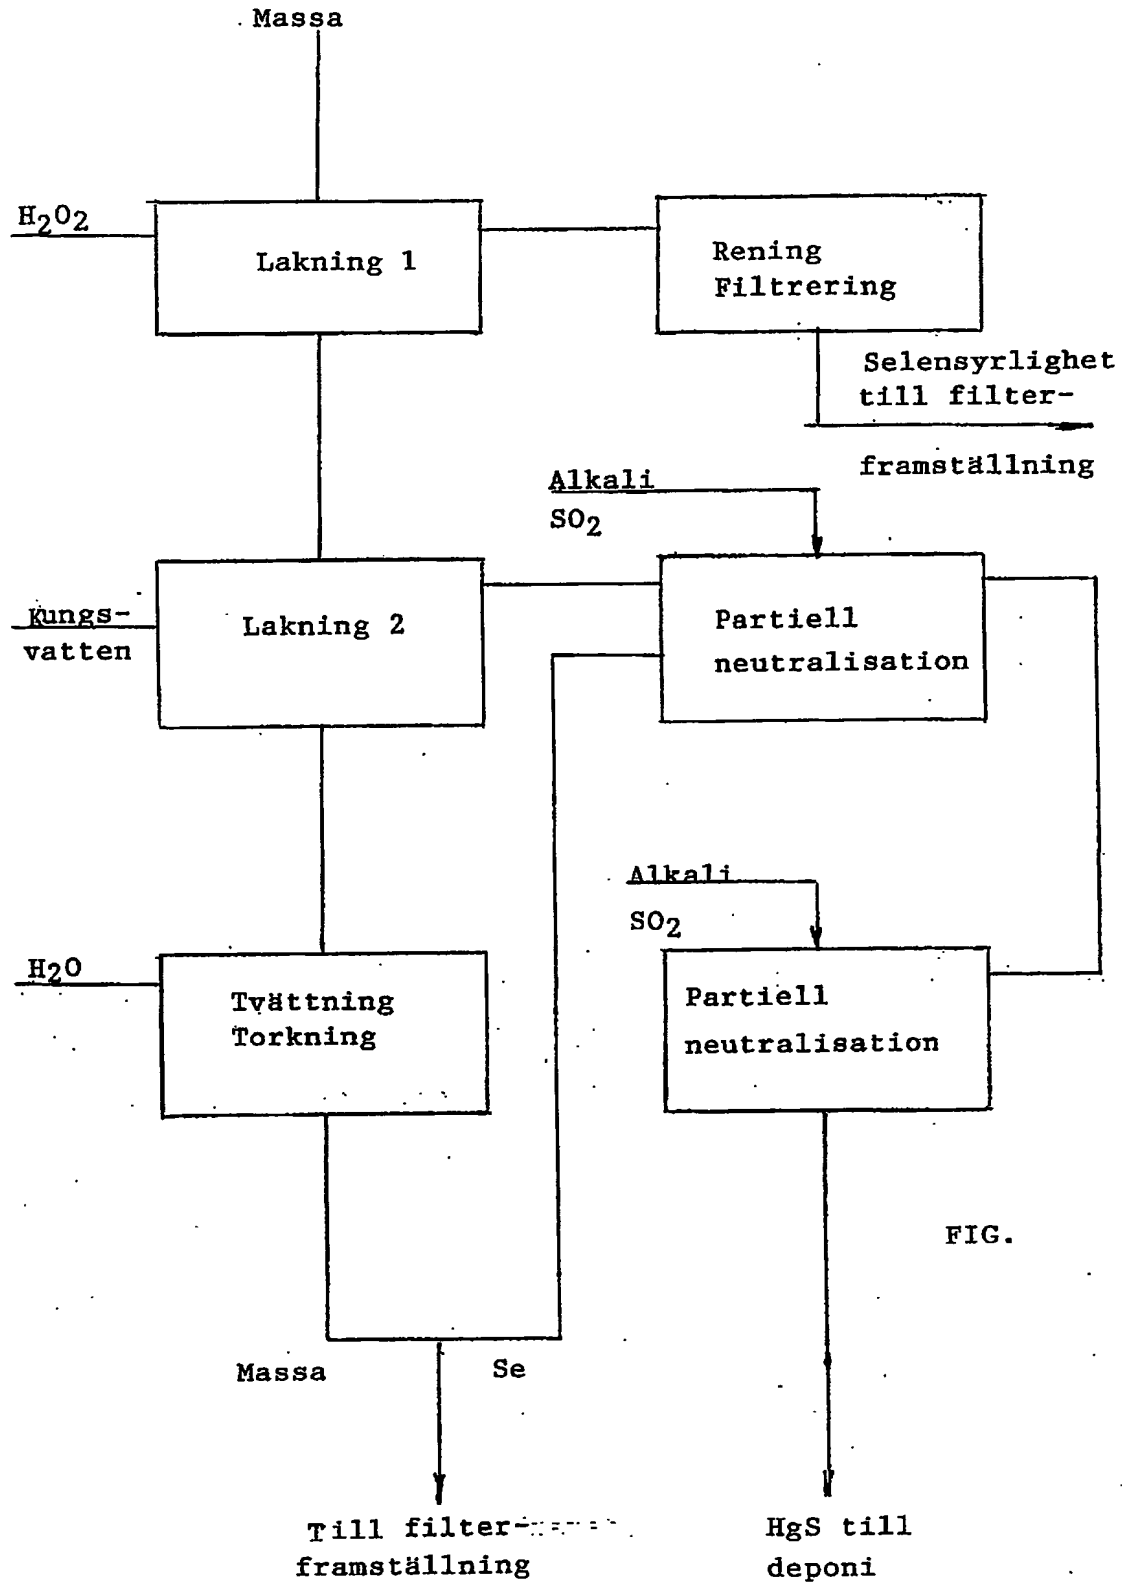 Massa
H2O2
Lakning 1
Rening
Filtrering
Selensyrlighet
till filter-
framställning
Alkali
SO2
Kungs-
vatten
Lakning 2
Partiell
neutralisation
Alkali
SO2
H2O
Tvättning
Torkning
Partiell
neutralisation
FIG.
Massa
Se
Till filter-
framställning
HgS till
deponi